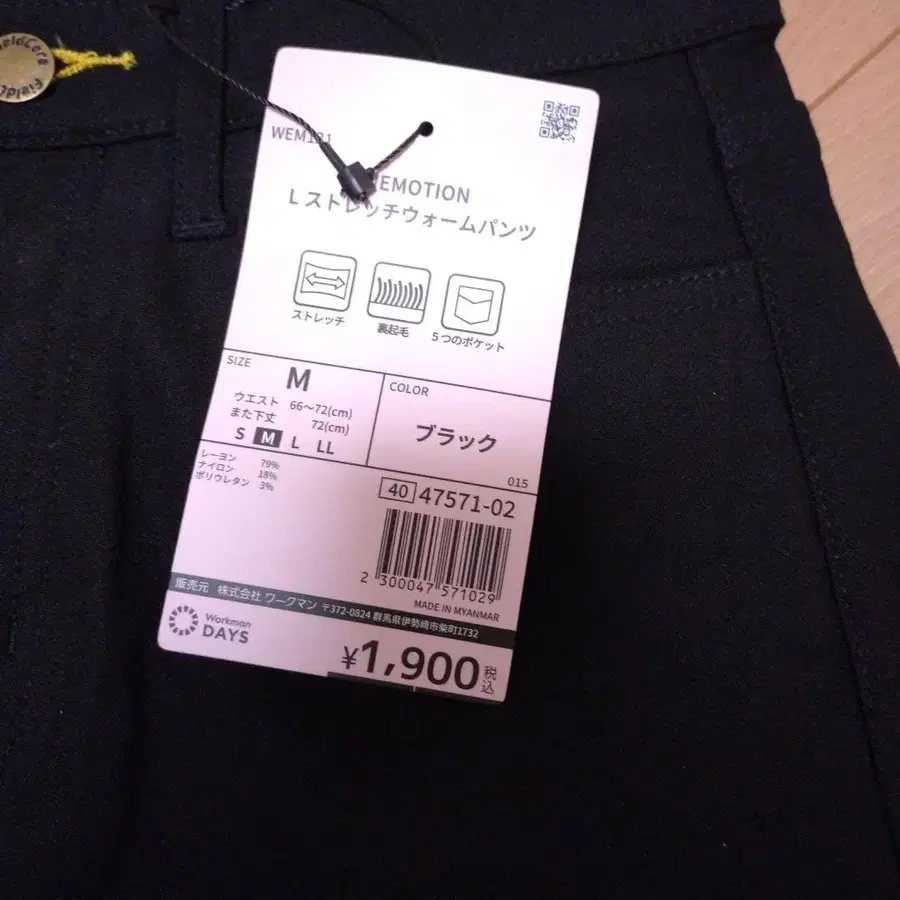 FieldCore
WEM121
EMOTION
Lストレッチウォームパンツ
ストレッチ
裏起毛
5つのポケット
SIZE
M
ウエスト 66～72(cm)
また下丈 72(cm)
S M L LL
COLOR
ブラック
015
レーヨン 79%
ナイロン 18%
ポリウレタン 3%
40 47571-02
2 300047 571029
MADE IN MYANMAR
販売元 株式会社 ワークマン 〒372-0824 群馬県伊勢崎市柴町1732
Workman
DAYS
¥1,900税込